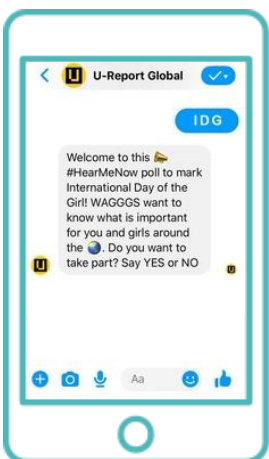 U-Report Global
IDG
Welcome to this
#HearMeNow poll to mark
International Day of the
Girl! WAGGGS want to
know what is important
for you and girls around
the . Do you want to
take part? Say YES or NO
U
U
Aa